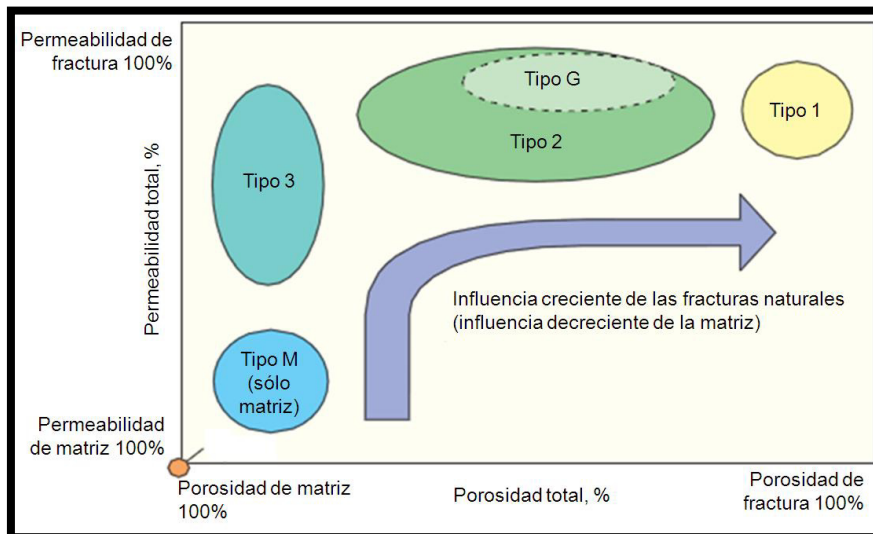 Permeabilidad de
fractura 100%
Permeabilidad total, %
Permeabilidad
de matriz 100%
Tipo G
Tipo 2
Tipo 1
Tipo 3
Influencia creciente de las fracturas naturales
(influencia decreciente de la matriz)
Tipo M
(sólo
matriz)
Porosidad de matriz
100%
Porosidad total, %
Porosidad de
fractura 100%